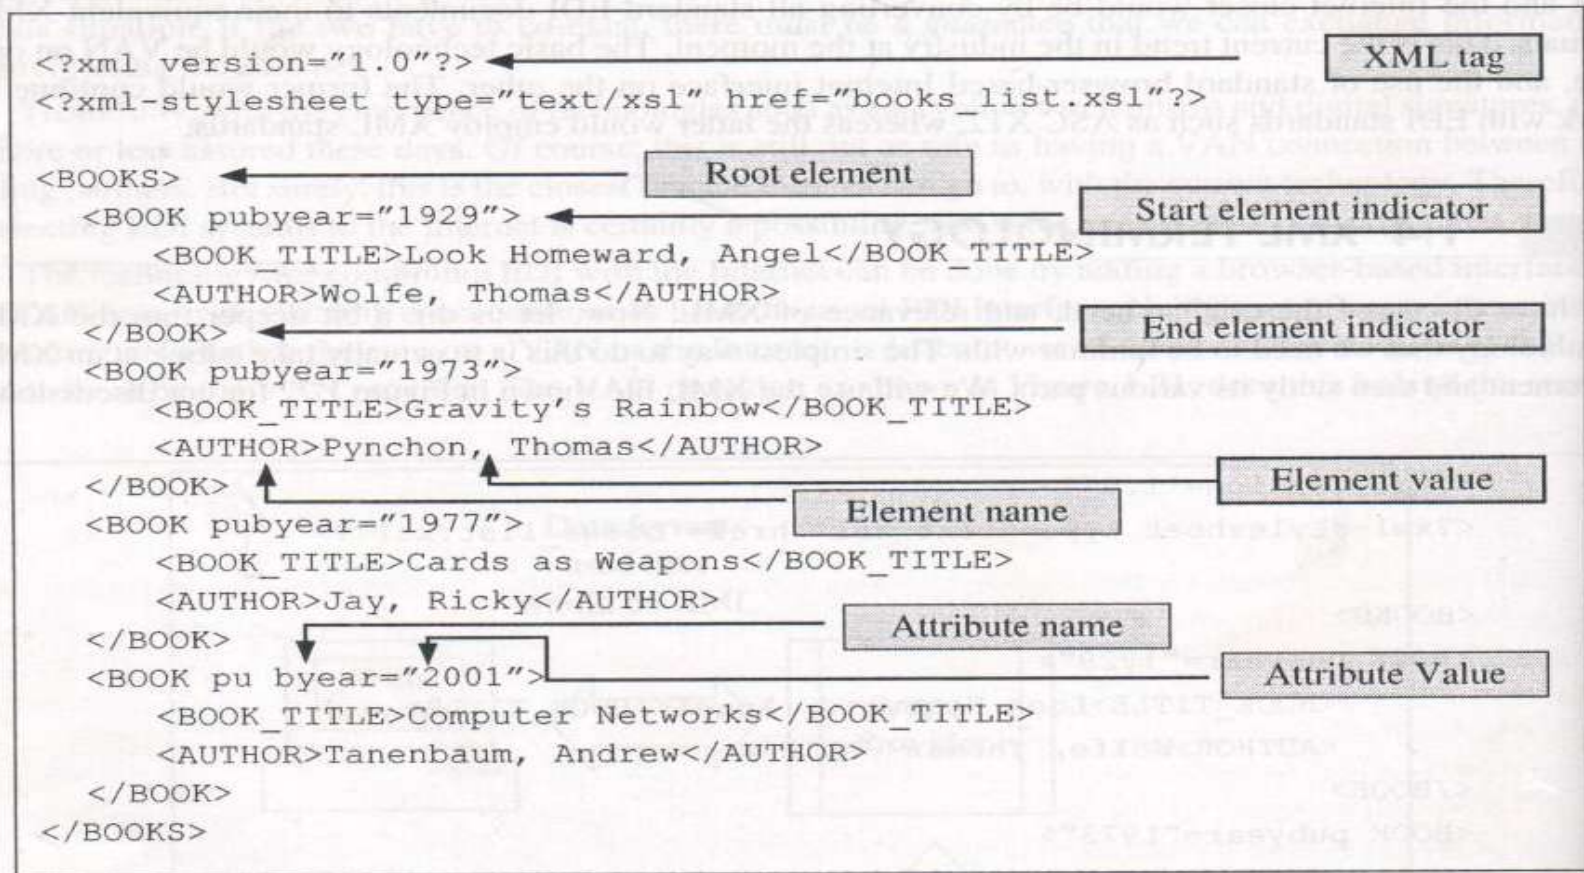 <?xml version="1.0"?> XML tag
<?xml-stylesheet type="text/xsl" href="books_list.xsl"?>
<BOOKS> Root element
<BOOK pubyear="1929"> Start element indicator
<BOOK_TITLE>Look Homeward, Angel</BOOK_TITLE>
<AUTHOR>Wolfe, Thomas</AUTHOR>
</BOOK> End element indicator
<BOOK pubyear="1973">
<BOOK_TITLE>Gravity's Rainbow</BOOK_TITLE>
<AUTHOR>Pynchon, Thomas</AUTHOR>
Element value
</BOOK>
Element name
<BOOK pubyear="1977">
<BOOK_TITLE>Cards as Weapons</BOOK_TITLE>
<AUTHOR>Jay, Ricky</AUTHOR>
</BOOK> Attribute name
<BOOK pu byear="2001"> Attribute Value
<BOOK_TITLE>Computer Networks</BOOK_TITLE>
<AUTHOR>Tanenbaum, Andrew</AUTHOR>
</BOOK>
</BOOKS>